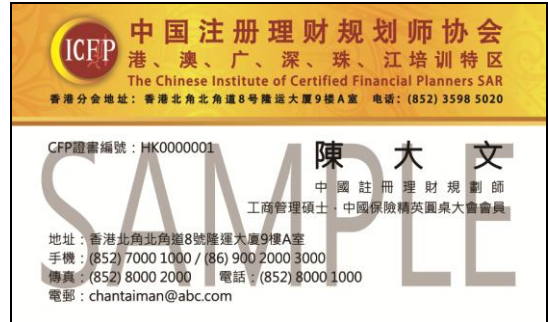 ICFP
中国注册理财规划师协会
港、澳、广、深、珠、江培训特区
The Chinese Institute of Certified Financial Planners SAR
香港分会地址：香港北角北角道8号隆运大厦9楼A室 电话：(852) 3598 5020
CFP證書編號：HK0000001
陳大文
中國註冊理財規劃師
工商管理碩士．中國保險精英圓桌大會會員
SAMPLE
地址：香港北角北角道8號隆運大廈9樓A室
手機：(852) 7000 1000 / (86) 900 2000 3000
傳真：(852) 8000 2000 電話：(852) 8000 1000
電郵：chantaiman@abc.com